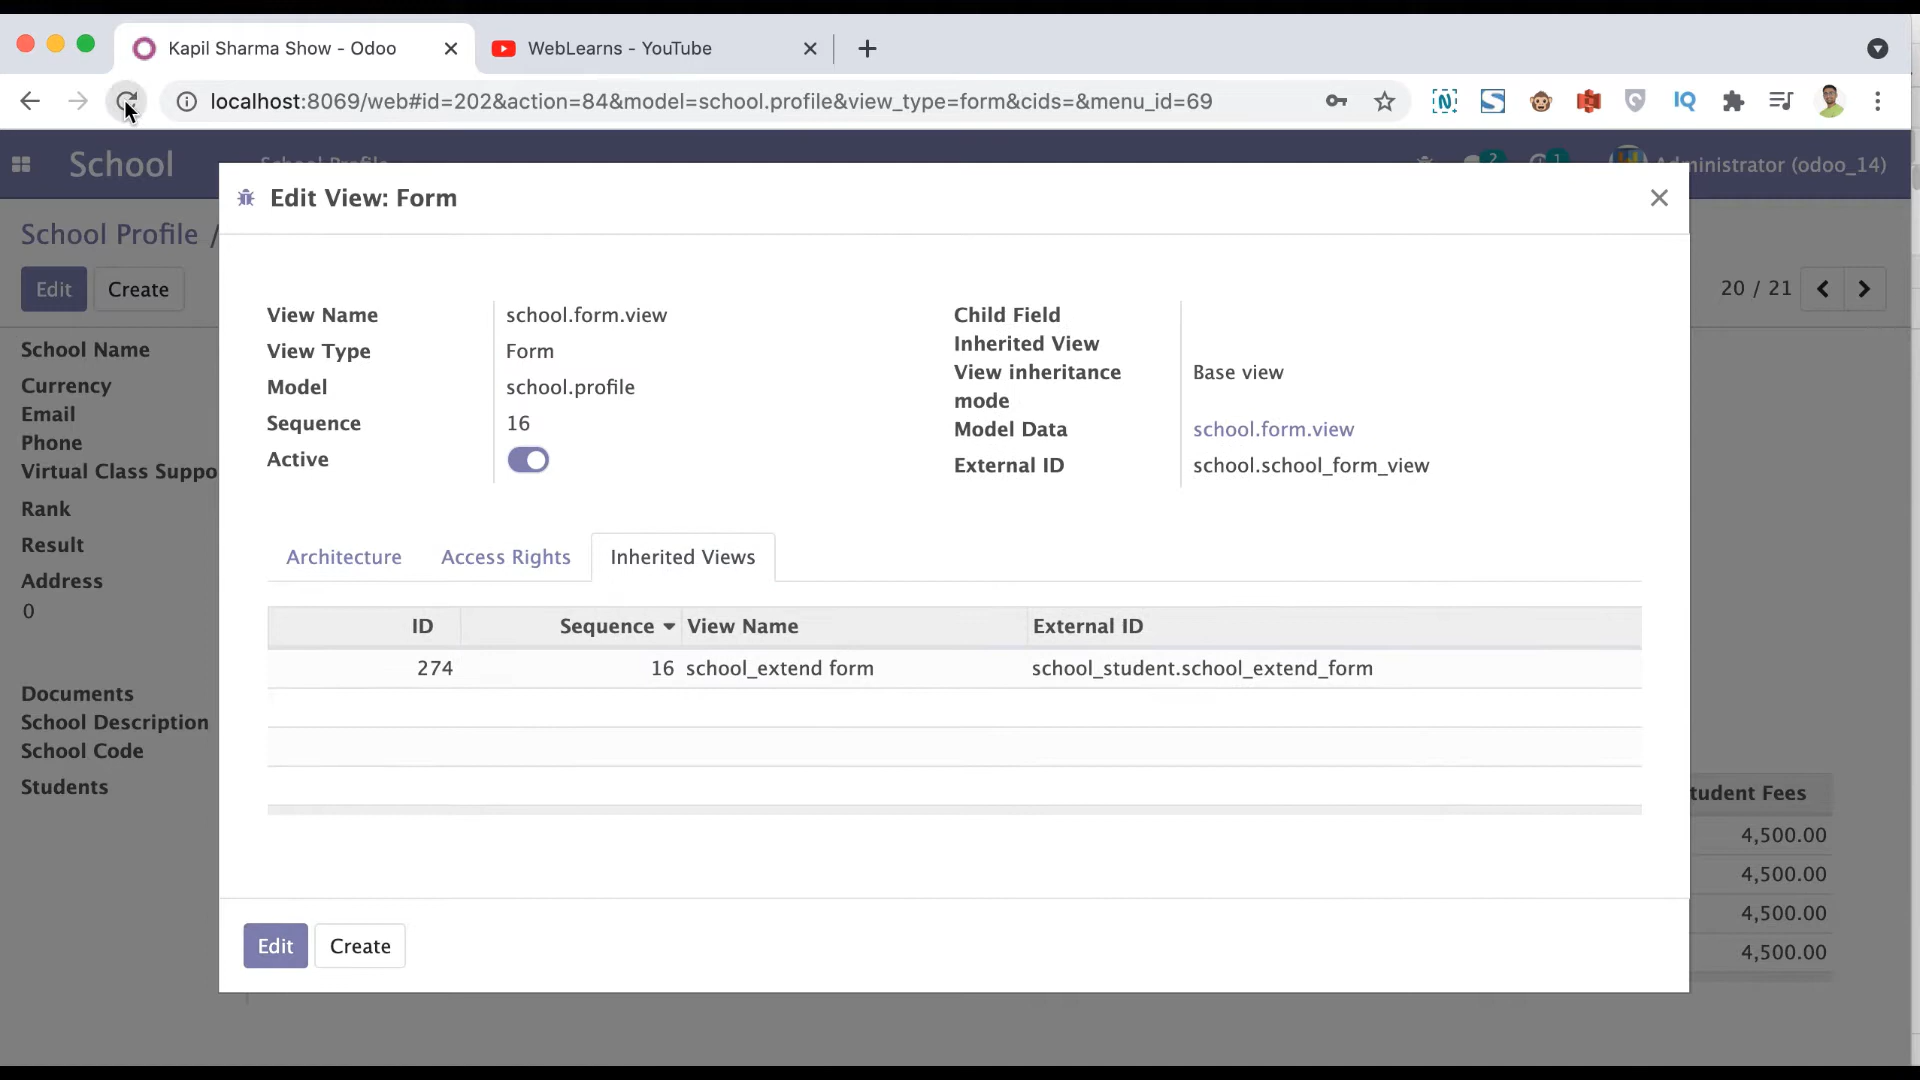 Kapil Sharma Show - Odoo
WebLearns - YouTube
localhost:8069/web#id=202&action=84&model=school.profile&view_type=form&cids=&menu_id=69
IQ
School
School Profile
2
1
Administrator (odoo_14)
Edit View: Form
School Profile /
Edit
Create
20 / 21
School Name
Currency
Email
Phone
Virtual Class Suppo
Rank
Result
Address
0
Documents
School Description
School Code
Students
View Name
school.form.view
View Type
Form
Model
school.profile
Sequence
16
Active
Child Field
Inherited View
View inheritance mode
Base view
Model Data
school.form.view
External ID
school.school_form_view
Architecture
Access Rights
Inherited Views
ID
Sequence
View Name
External ID
274
16
school_extend form
school_student.school_extend_form
tudent Fees
4,500.00
4,500.00
4,500.00
4,500.00
Edit
Create